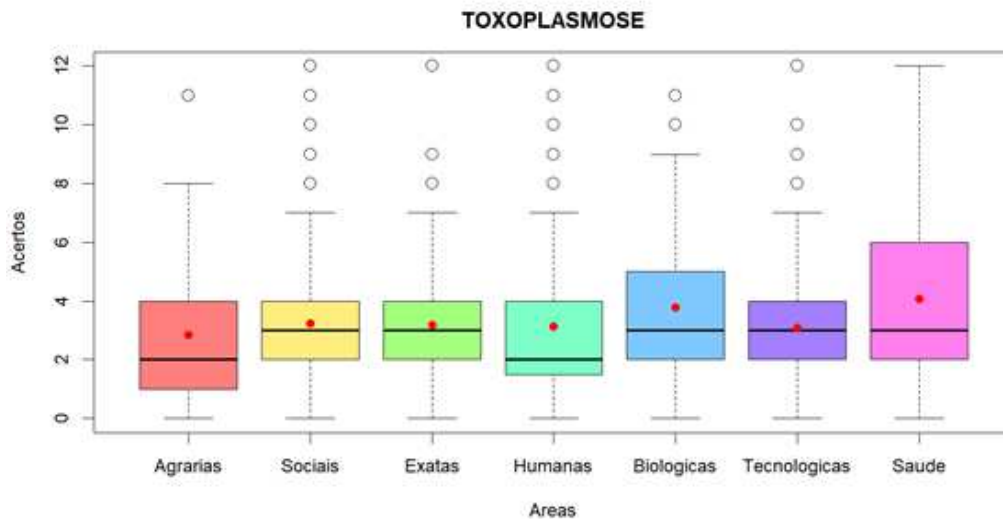 TOXOPLASMOSE
Acertos
12
10
8
6
4
2
0
Agrarias Sociais Exatas Humanas Biologicas Tecnologicas Saude
Areas